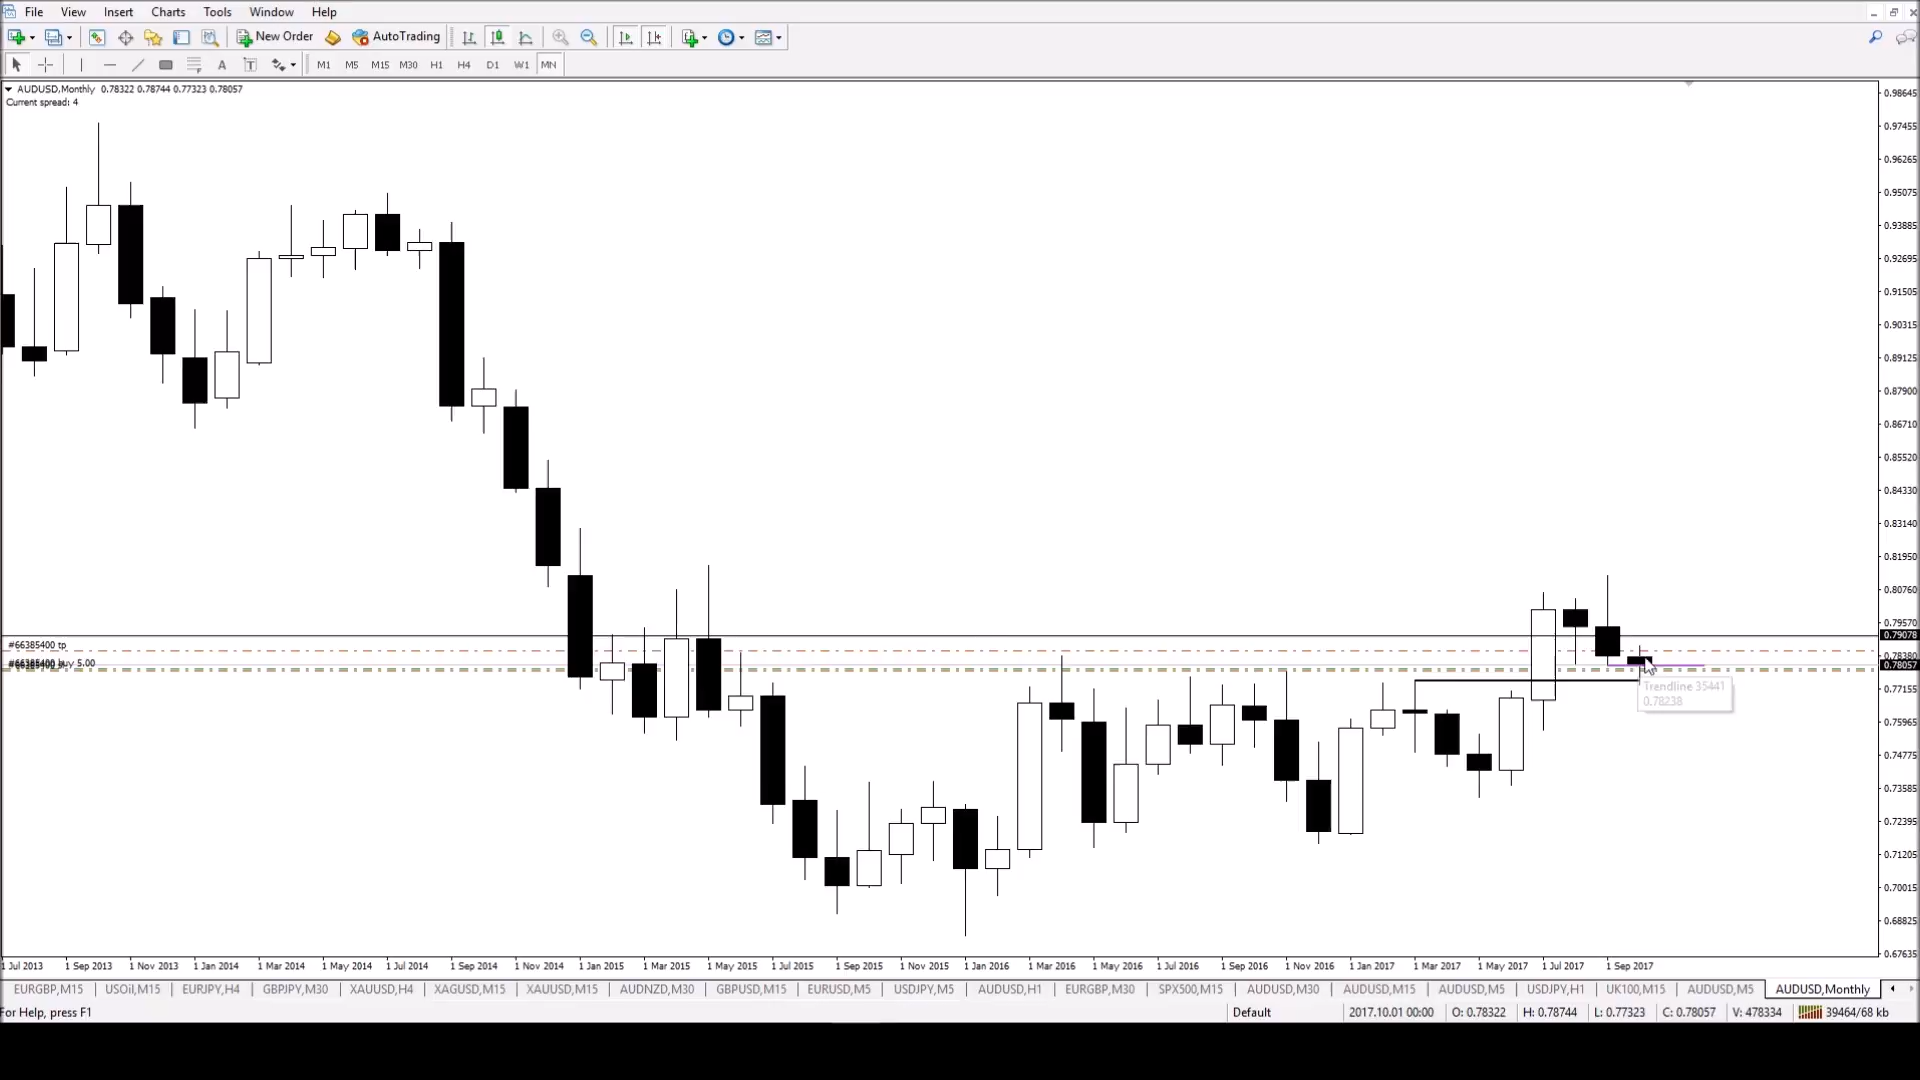 File View Insert Charts Tools Window Help
New Order AutoTrading
A T M1 M5 M15 M30 H1 H4 D1 W1 MN
AUDUSD,Monthly 0.78322 0.78744 0.77323 0.78057
Current spread: 4
0.98645
0.97455
0.96265
0.95075
0.93885
0.92695
0.91505
0.90315
0.89125
0.87900
0.86710
0.85520
0.84330
0.83140
0.81950
0.80760
0.79570
0.79078
0.78380
0.78057
0.77155
0.75965
0.74775
0.73585
0.72395
0.71205
0.70015
0.68825
0.67635
#66385400 tp
#66385400 buy 5.00
Trendline 35441
0.78238
1 Jul 2013 1 Sep 2013 1 Nov 2013 1 Jan 2014 1 Mar 2014 1 May 2014 1 Jul 2014 1 Sep 2014 1 Nov 2014 1 Jan 2015 1 Mar 2015 1 May 2015 1 Jul 2015 1 Sep 2015 1 Nov 2015 1 Jan 2016 1 Mar 2016 1 May 2016 1 Jul 2016 1 Sep 2016 1 Nov 2016 1 Jan 2017 1 Mar 2017 1 May 2017 1 Jul 2017 1 Sep 2017
EURGBP,M15 USOil,M15 EURJPY,H4 GBPJPY,M30 XAUUSD,H4 XAGUSD,M15 XAUUSD,M15 AUDNZD,M30 GBPUSD,M15 EURUSD,M5 USDJPY,M5 AUDUSD,H1 EURGBP,M30 SPX500,M15 AUDUSD,M30 AUDUSD,M15 AUDUSD,M5 USDJPY,H1 UK100,M15 AUDUSD,M5 AUDUSD,Monthly
For Help, press F1 Default 2017.10.01 00:00 O: 0.78322 H: 0.78744 L: 0.77323 C: 0.78057 V: 478334 39464/68 kb